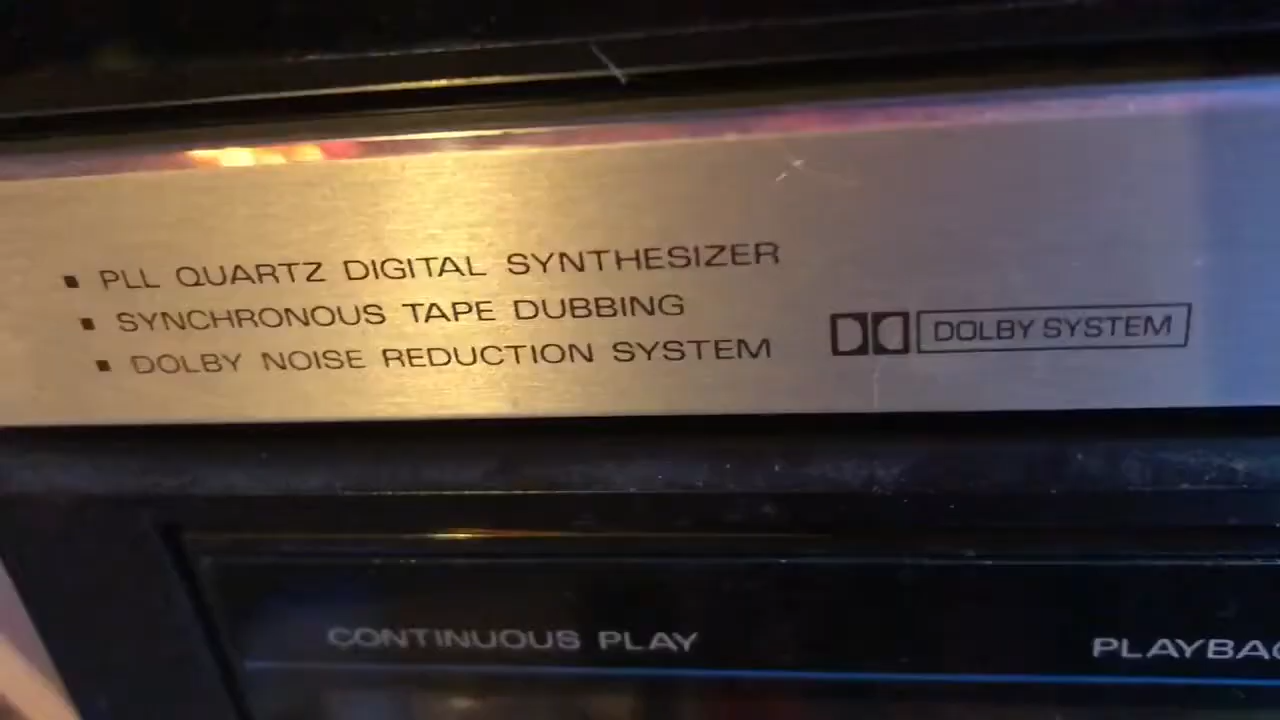 PLL QUARTZ DIGITAL SYNTHESIZER
SYNCHRONOUS TAPE DUBBING
DOLBY NOISE REDUCTION SYSTEM
DOLBY SYSTEM
CONTINUOUS PLAY